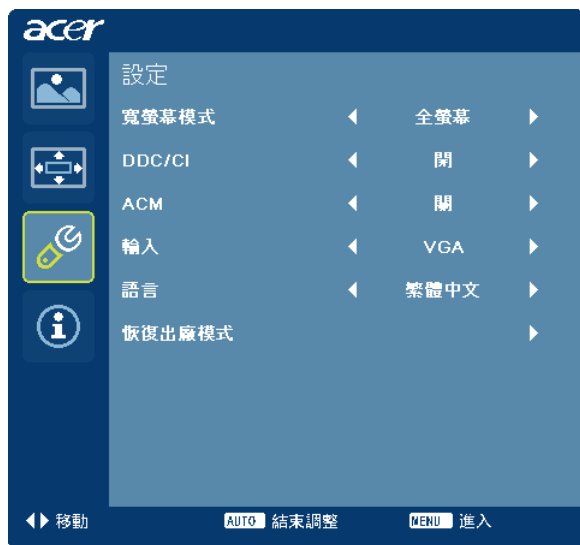 acer
設定
寬螢幕模式 全螢幕
DDC/CI 開
ACM 關
輸入 VGA
語言 繁體中文
恢復出廠模式
移動 AUTO 結束調整 MENU 進入